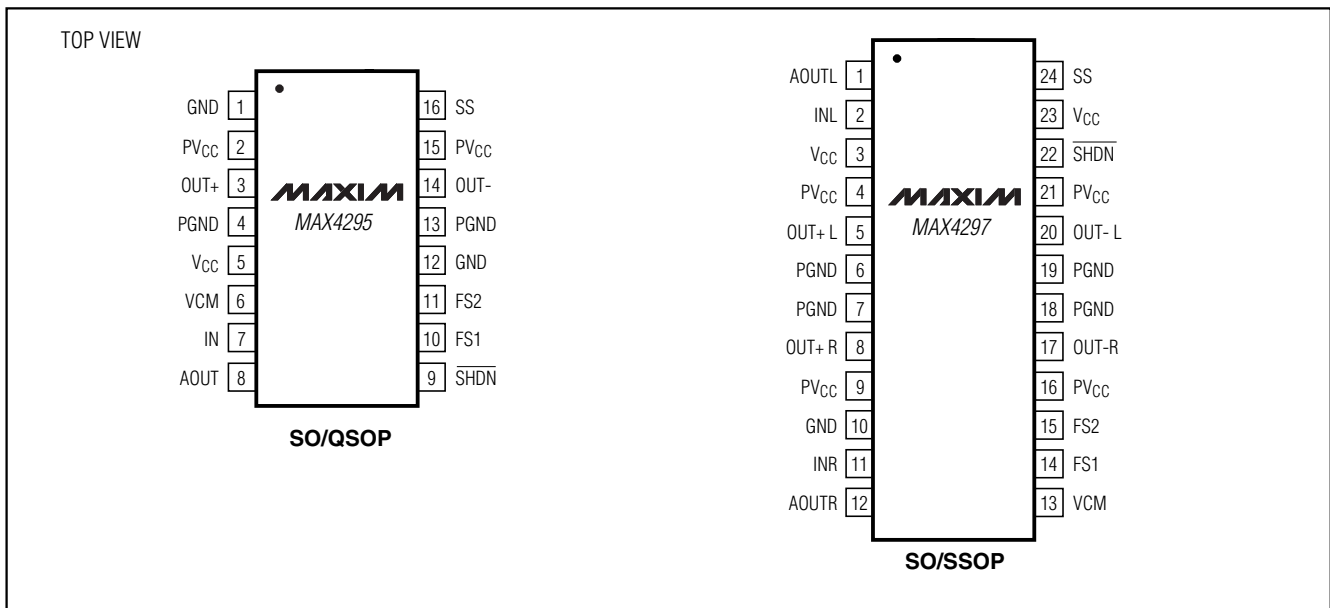 TOP VIEW
GND 1
PVCC 2
OUT+ 3
PGND 4
VCC 5
VCM 6
IN 7
AOUT 8
16 SS
15 PVCC
14 OUT-
13 PGND
12 GND
11 FS2
10 FS1
9 SHDN
MAXIM
MAX4295
SO/QSOP
AOUTL 1
INL 2
VCC 3
PVCC 4
OUT+ L 5
PGND 6
PGND 7
OUT+ R 8
PVCC 9
GND 10
INR 11
AOUTR 12
24 SS
23 VCC
22 SHDN
21 PVCC
20 OUT- L
19 PGND
18 PGND
17 OUT-R
16 PVCC
15 FS2
14 FS1
13 VCM
MAXIM
MAX4297
SO/SSOP